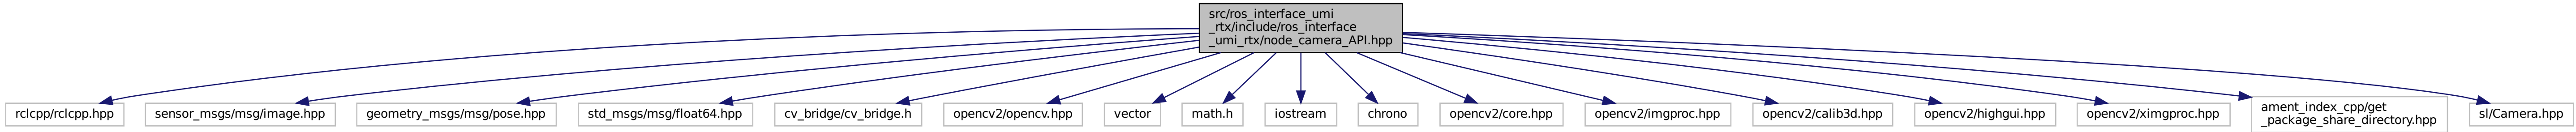 src/ros_interface_umi
_rtx/include/ros_interface
_umi_rtx/node_camera_API.hpp
rclcpp/rclcpp.hpp
sensor_msgs/msg/image.hpp
geometry_msgs/msg/pose.hpp
std_msgs/msg/float64.hpp
cv_bridge/cv_bridge.h
opencv2/opencv.hpp
vector
math.h
iostream
chrono
opencv2/core.hpp
opencv2/imgproc.hpp
opencv2/calib3d.hpp
opencv2/highgui.hpp
opencv2/ximgproc.hpp
ament_index_cpp/get
_package_share_directory.hpp
sl/Camera.hpp